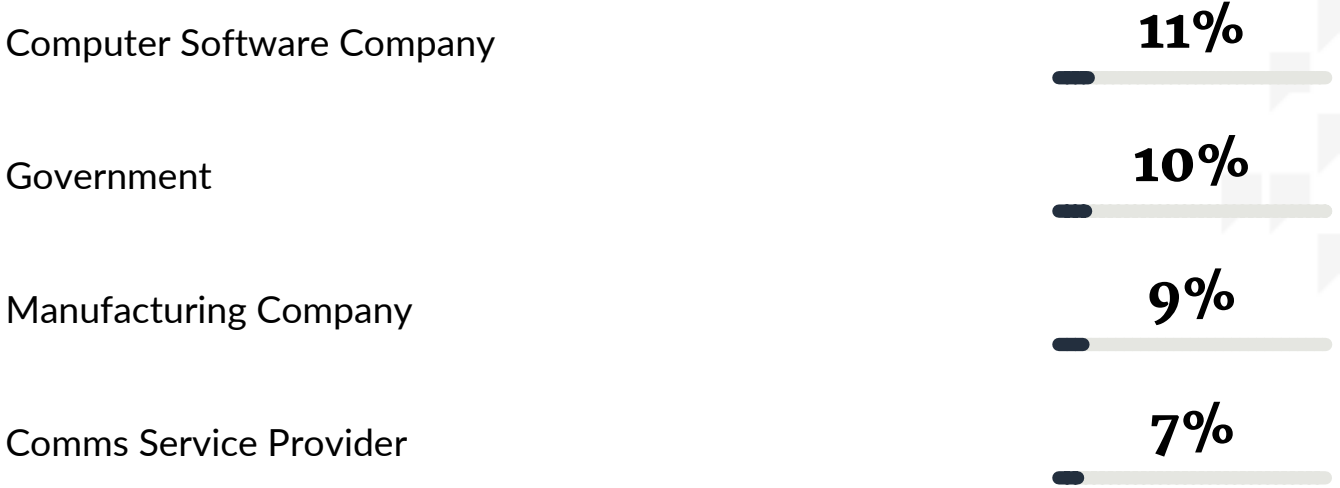 Computer Software Company 11%
Government 10%
Manufacturing Company 9%
Comms Service Provider 7%